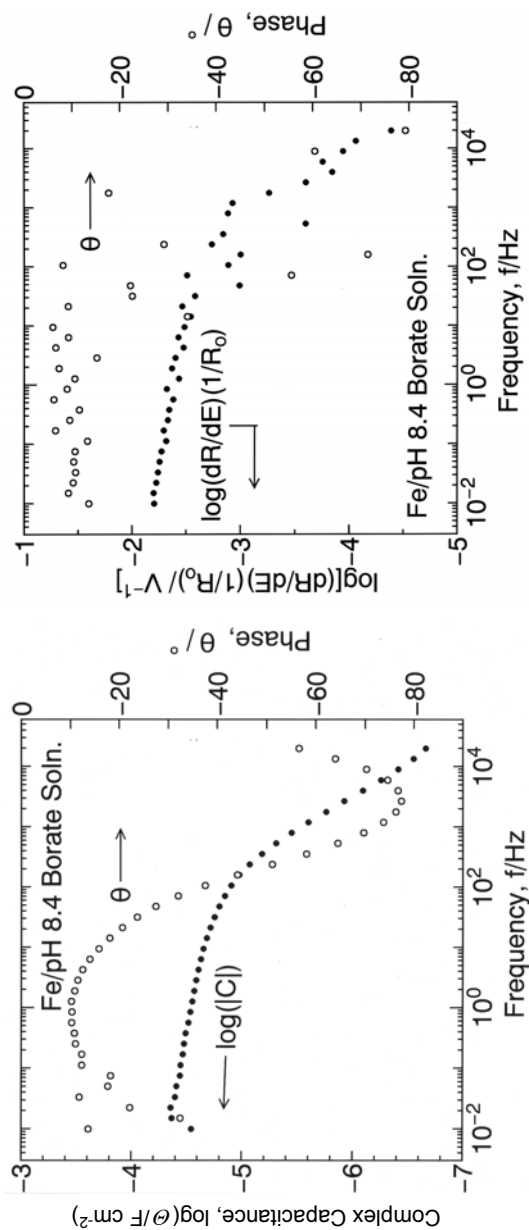 Complex Capacitance, log(Θ/F cm⁻²)
-3
-4
-5
-6
-7
Fe/pH 8.4 Borate Soln.
θ
log(|C|)
0
-20
-40
-60
-80
Phase, θ/°
10⁻²
10⁰
10²
10⁴
Frequency, f/Hz
log[(dR/dE)(1/R₀)/ V⁻¹]
-1
-2
-3
-4
-5
θ
log(dR/dE)(1/R₀)
Fe/pH 8.4 Borate Soln.
0
-20
-40
-60
-80
Phase, θ/°
10⁻²
10⁰
10²
10⁴
Frequency, f/Hz